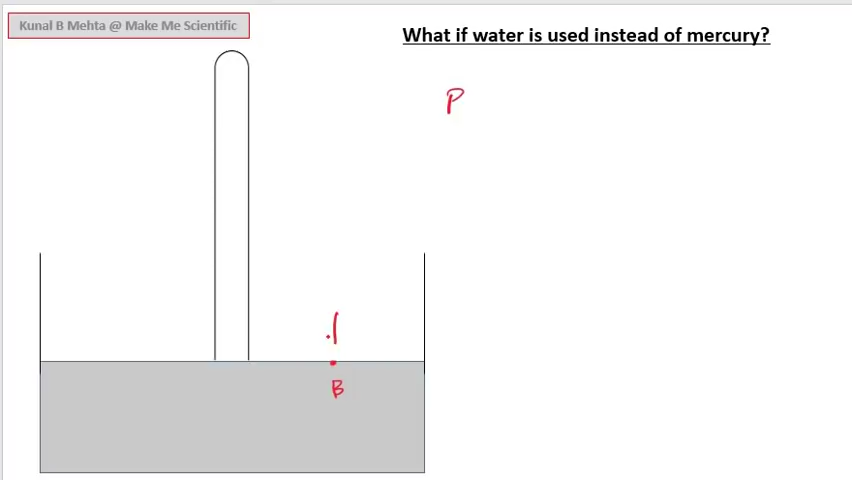 Kunal B Mehta @ Make Me Scientific
What if water is used instead of mercury?
P
B